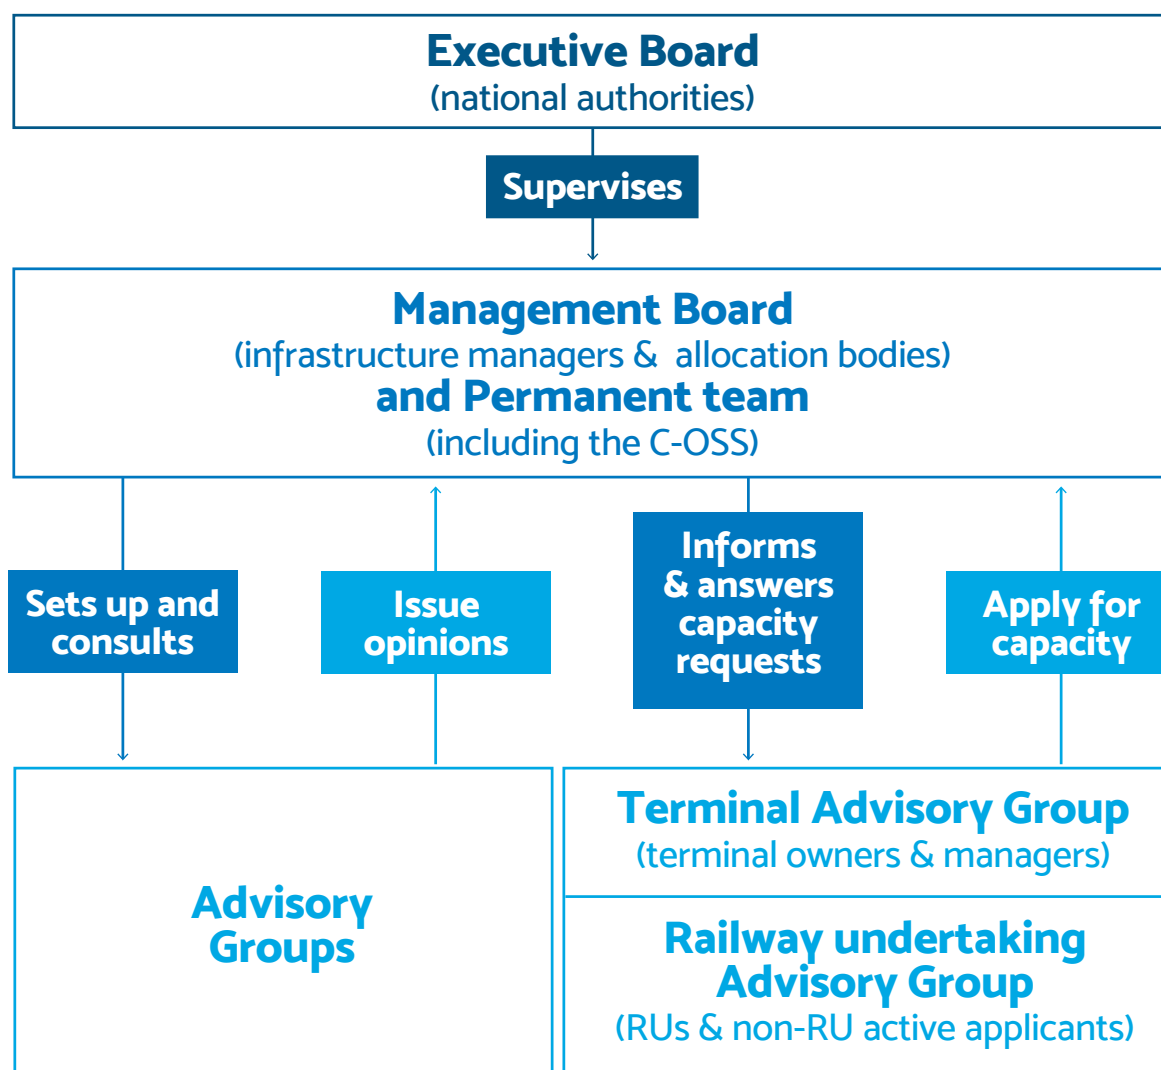 Executive Board
(national authorities)
Supervises
Management Board
(infrastructure managers & allocation bodies)
and Permanent team
(including the C-OSS)
Sets up and
consults
Issue
opinions
Informs
& answers
capacity
requests
Apply for
capacity
Advisory
Groups
Terminal Advisory Group
(terminal owners & managers)
Railway undertaking
Advisory Group
(RUs & non-RU active applicants)